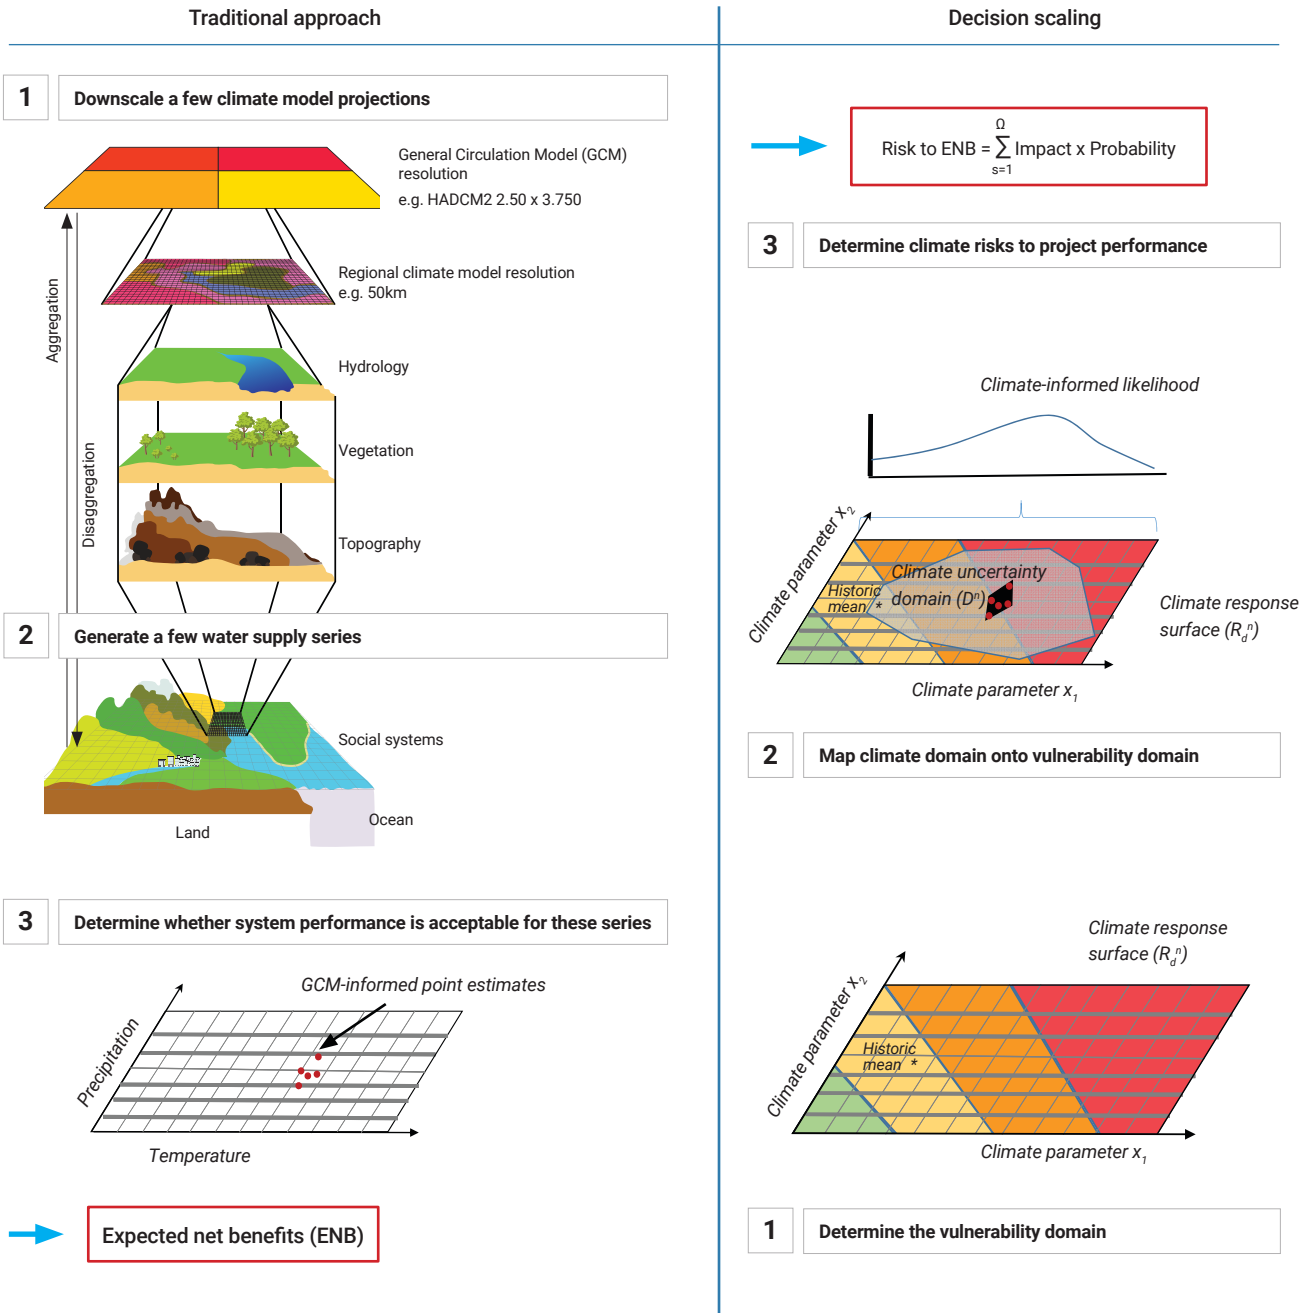 Traditional approach
1
Downscale a few climate model projections
General Circulation Model (GCM)
resolution
e.g. HADCM2 2.50 x 3.750
Regional climate model resolution
e.g. 50km
Aggregation
Disaggregation
Hydrology
Vegetation
Topography
2
Generate a few water supply series
Social systems
Ocean
Land
3
Determine whether system performance is acceptable for these series
GCM-informed point estimates
Precipitation
Temperature
Expected net benefits (ENB)
Decision scaling
Ω
Risk to ENB = ∑ Impact x Probability
s=1
3
Determine climate risks to project performance
Climate-informed likelihood
Climate parameter x₂
Climate uncertainty
domain (Dⁿ)
Historic
mean *
Climate response
surface (R_dⁿ)
Climate parameter x₁
2
Map climate domain onto vulnerability domain
Climate response
surface (R_dⁿ)
Climate parameter x₂
Historic
mean *
Climate parameter x₁
1
Determine the vulnerability domain